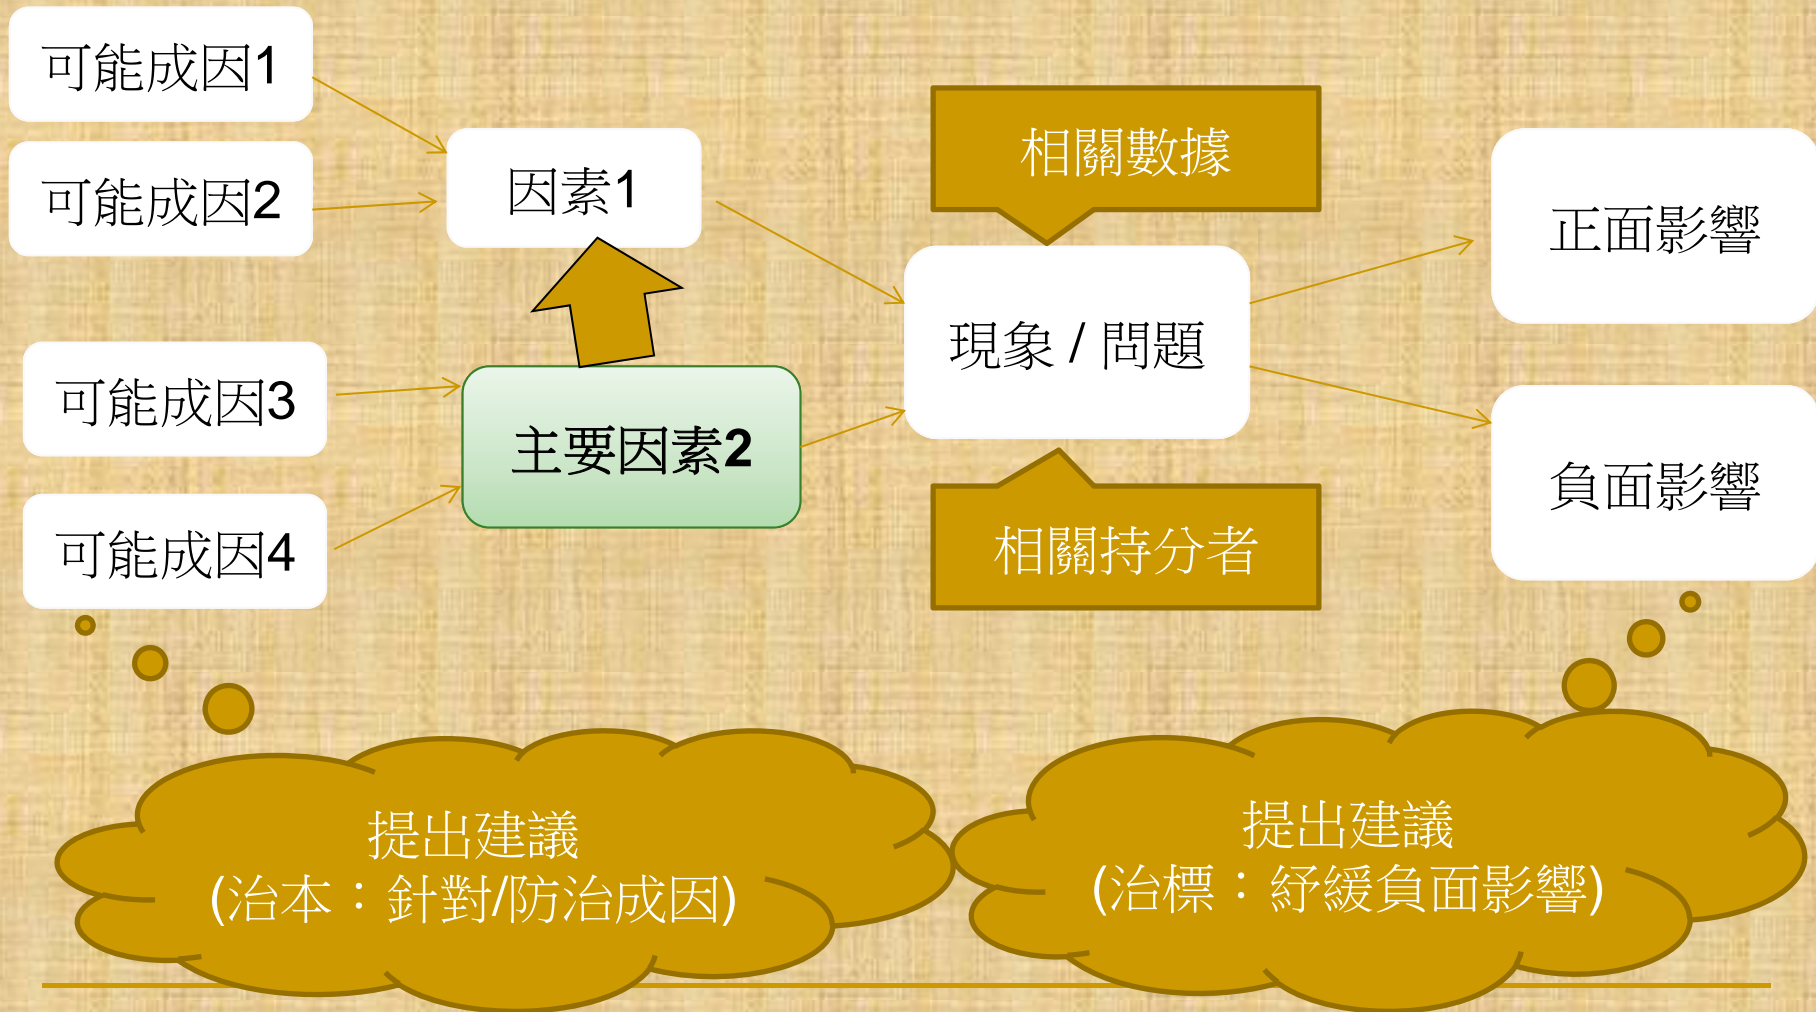 可能成因1
可能成因2
可能成因3
可能成因4
因素1
主要因素2
相關數據
現象 / 問題
相關持分者
正面影響
負面影響
提出建議
(治本：針對/防治成因)
提出建議
(治標：紓緩負面影響)